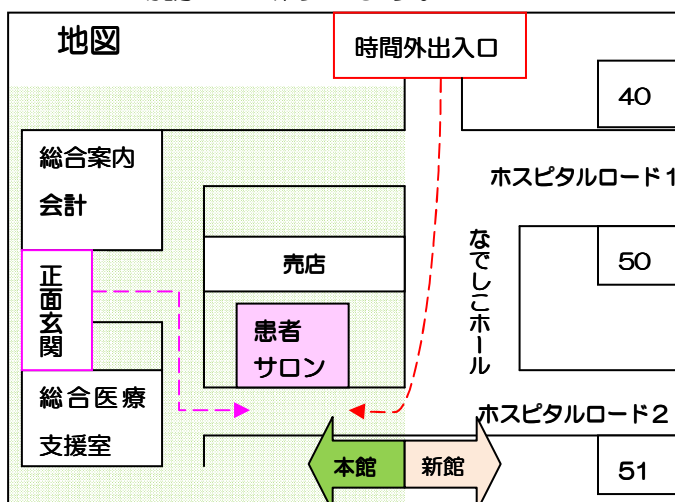 地図
時間外出入口
40
総合案内
会計
ホスピタルロード1
売店
なでしこホール
50
正面玄関
患者
サロン
総合医療
支援室
ホスピタルロード2
本館
新館
51